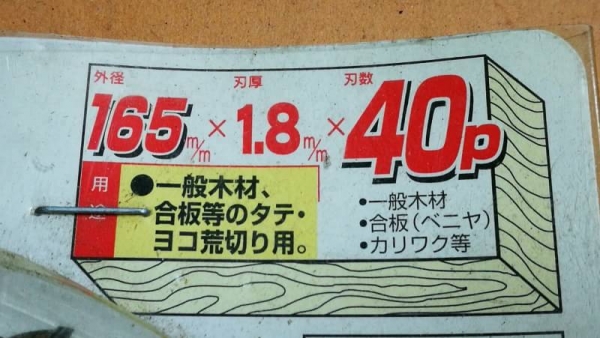 外径 刃厚 刃数
165m/m×1.8m/m×40p
用途
●一般木材、
合板等のタテ・
ヨコ荒切り用。
•一般木材
•合板(ベニヤ)
•カリワク等